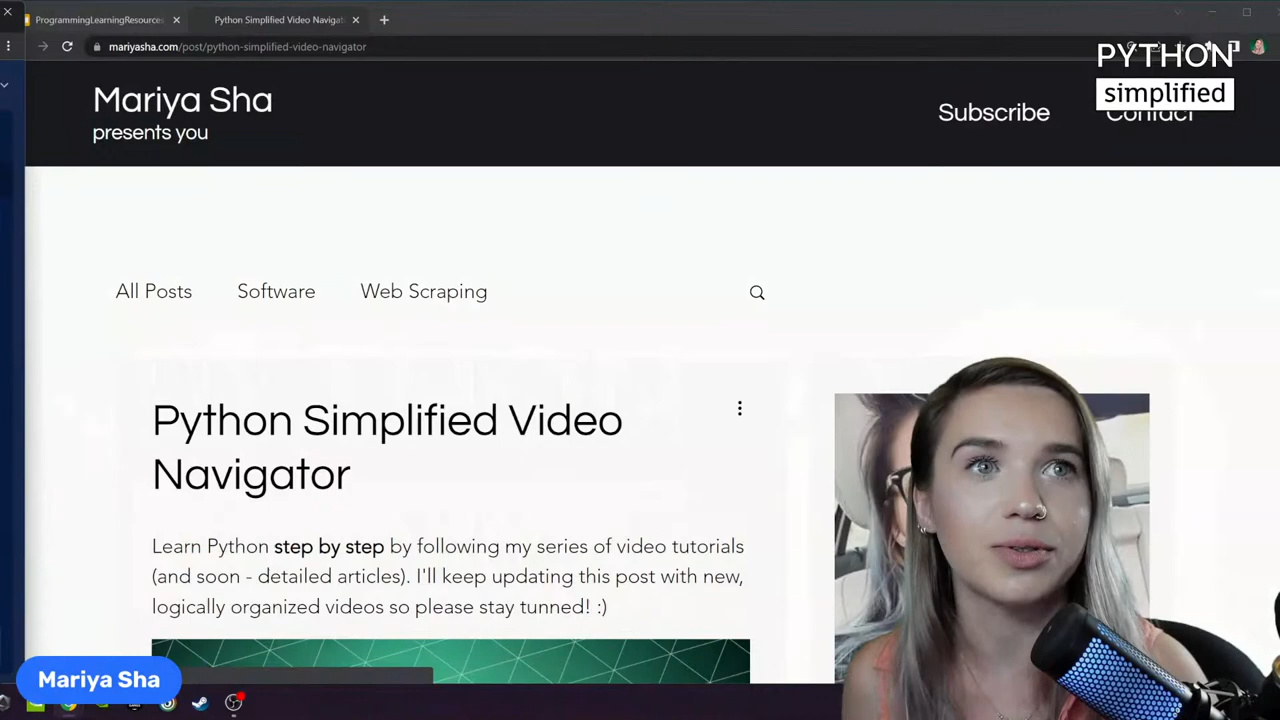 ProgrammingLearningResources
Python Simplified Video Navigat
mariyasha.com/post/python-simplified-video-navigator
PYTHON
simplified
Mariya Sha
presents you
Subscribe
Contact
All Posts
Software
Web Scraping
Python Simplified Video
Navigator
Learn Python step by step by following my series of video tutorials
(and soon - detailed articles). I'll keep updating this post with new,
logically organized videos so please stay tunned! :)
Mariya Sha